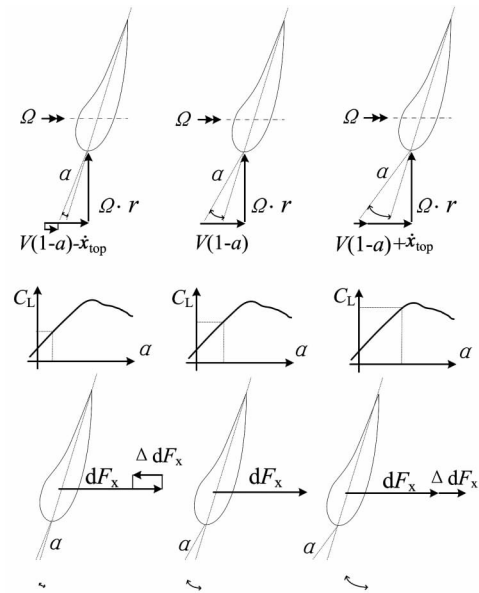 Ω Ω Ω
α α α
Ω · r Ω · r Ω · r
V(1-a)-ẋtop V(1-a) V(1-a)+ẋtop
CL CL CL
α α α
Δ dFx
dFx dFx dFx Δ dFx
α α α